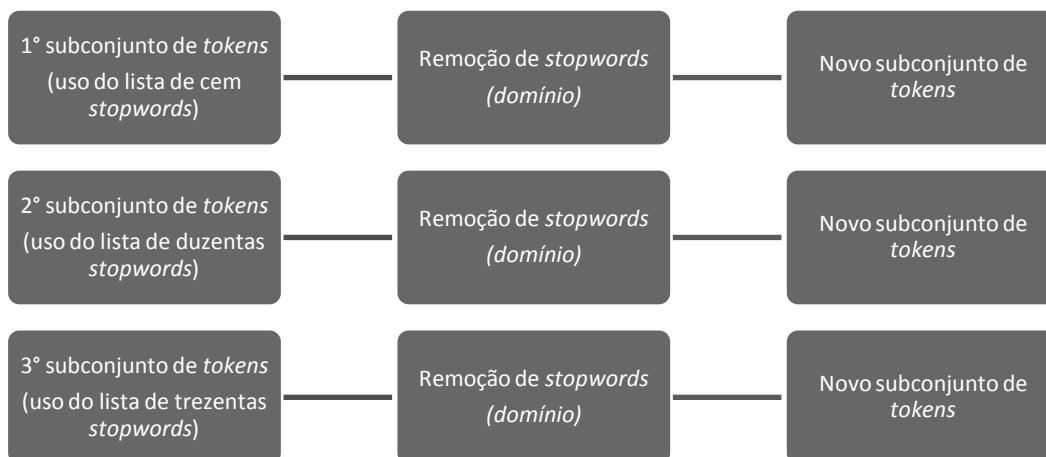 1° subconjunto de tokens
(uso do lista de cem
stopwords)
Remoção de stopwords
(domínio)
Novo subconjunto de
tokens
2° subconjunto de tokens
(uso do lista de duzentas
stopwords)
Remoção de stopwords
(domínio)
Novo subconjunto de
tokens
3° subconjunto de tokens
(uso do lista de trezentas
stopwords)
Remoção de stopwords
(domínio)
Novo subconjunto de
tokens